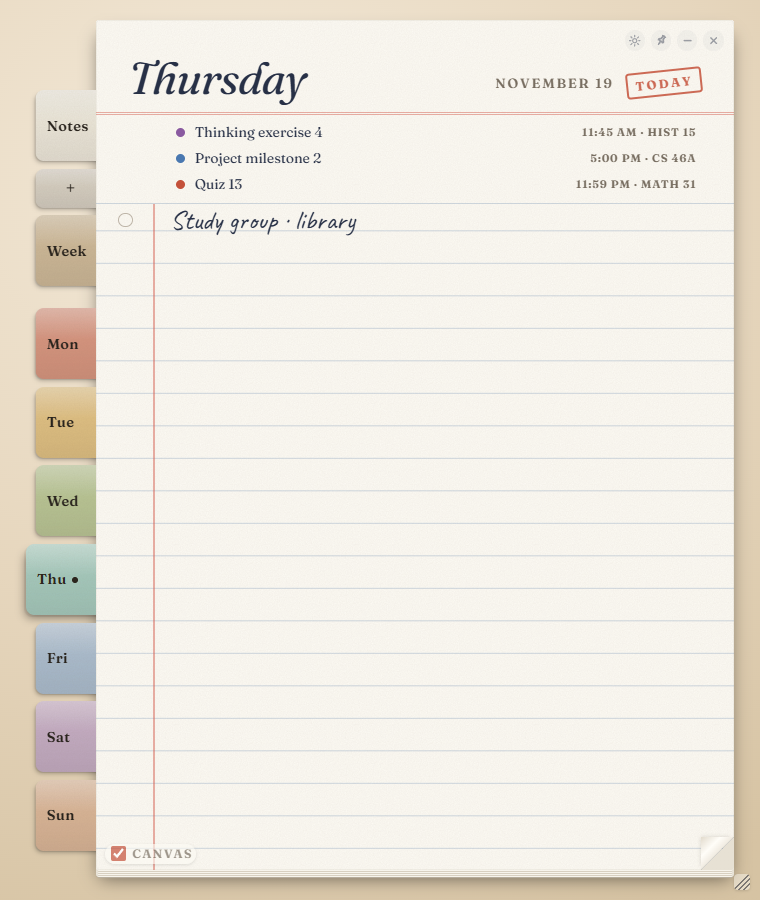 Thursday
NOVEMBER 19 TODAY
Thinking exercise 4 11:45 AM · HIST 15
Project milestone 2 5:00 PM · CS 46A
Quiz 13 11:59 PM · MATH 31
Study group · library
Notes
+
Week
Mon
Tue
Wed
Thu •
Fri
Sat
Sun
CANVAS